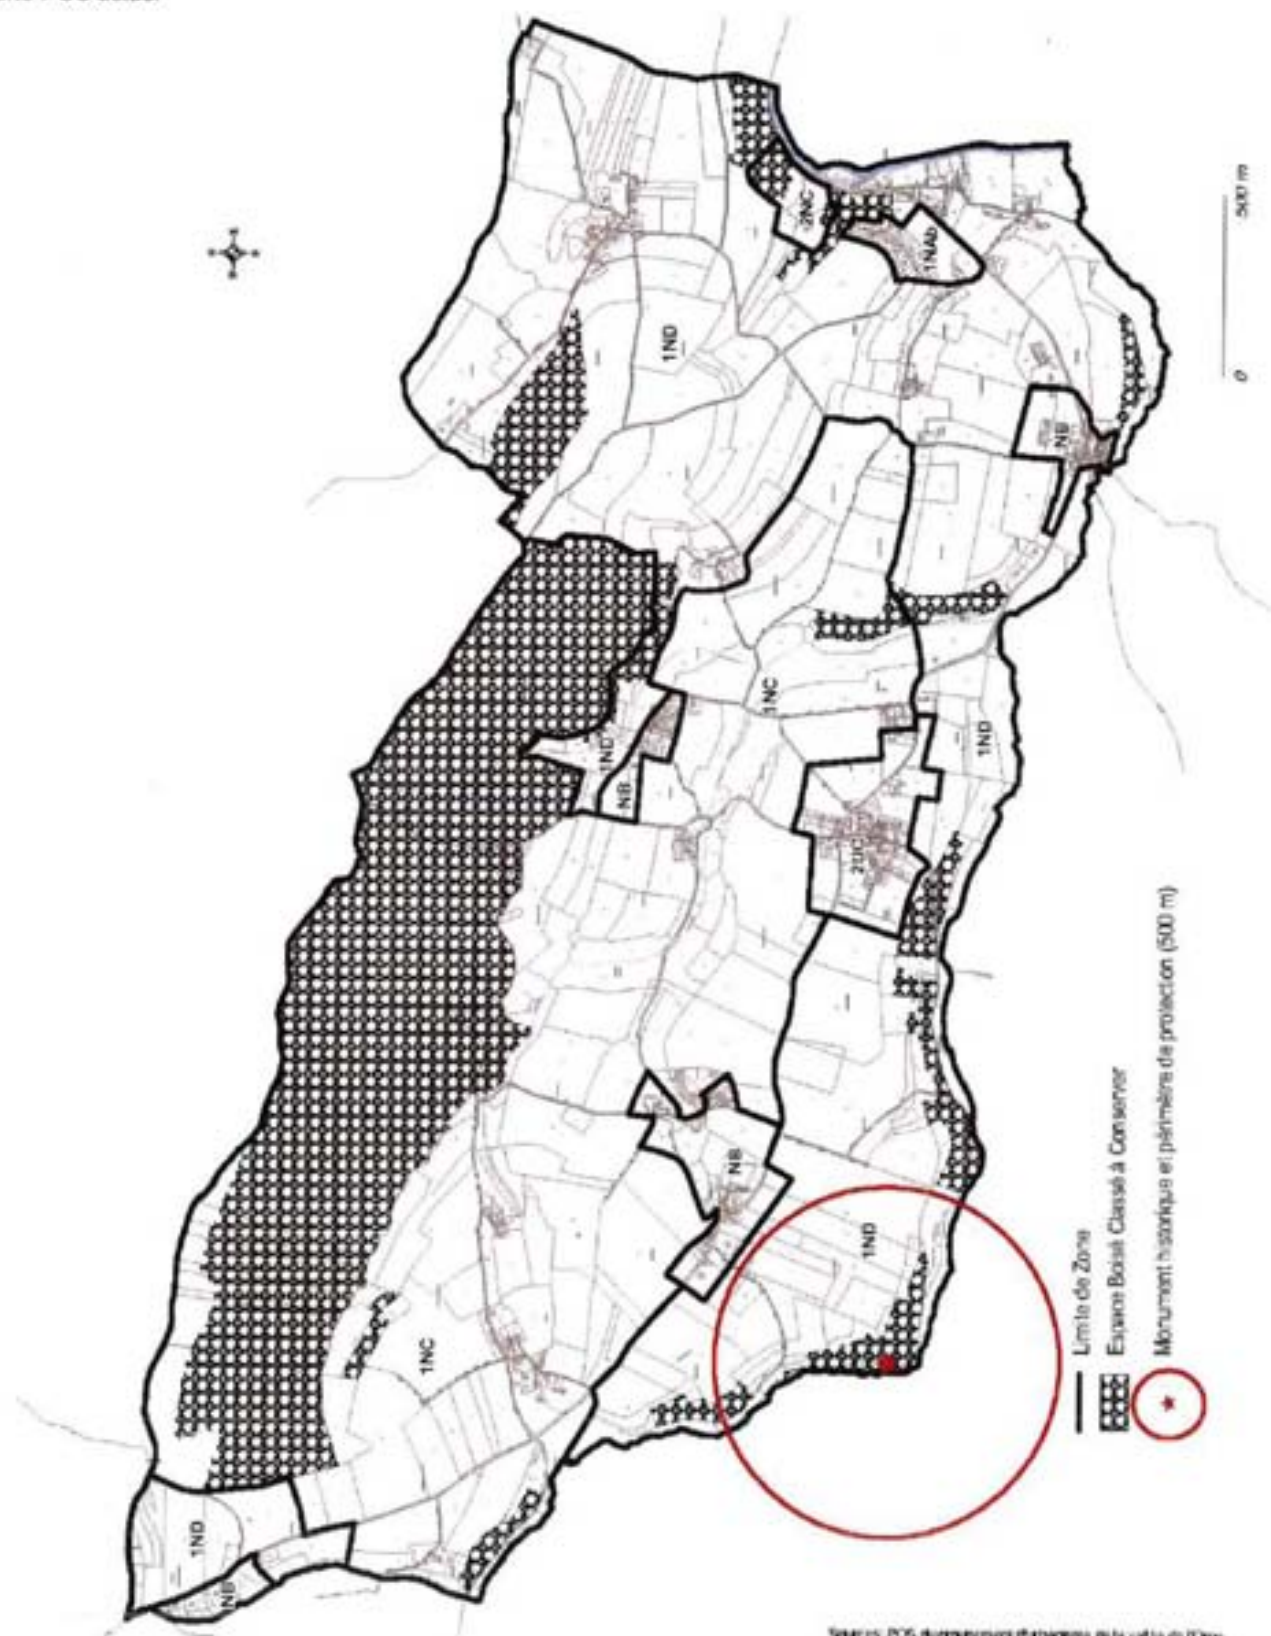 1ND
2NC
1NAb
NB
1NC
1ND
1ND
NB
2UC
NB
1ND
1NC
1ND
NB
0 500 m
Limite de Zone
Espace Boisé Classé à Conserver
Monument historique et périmètre de protection (500 m)